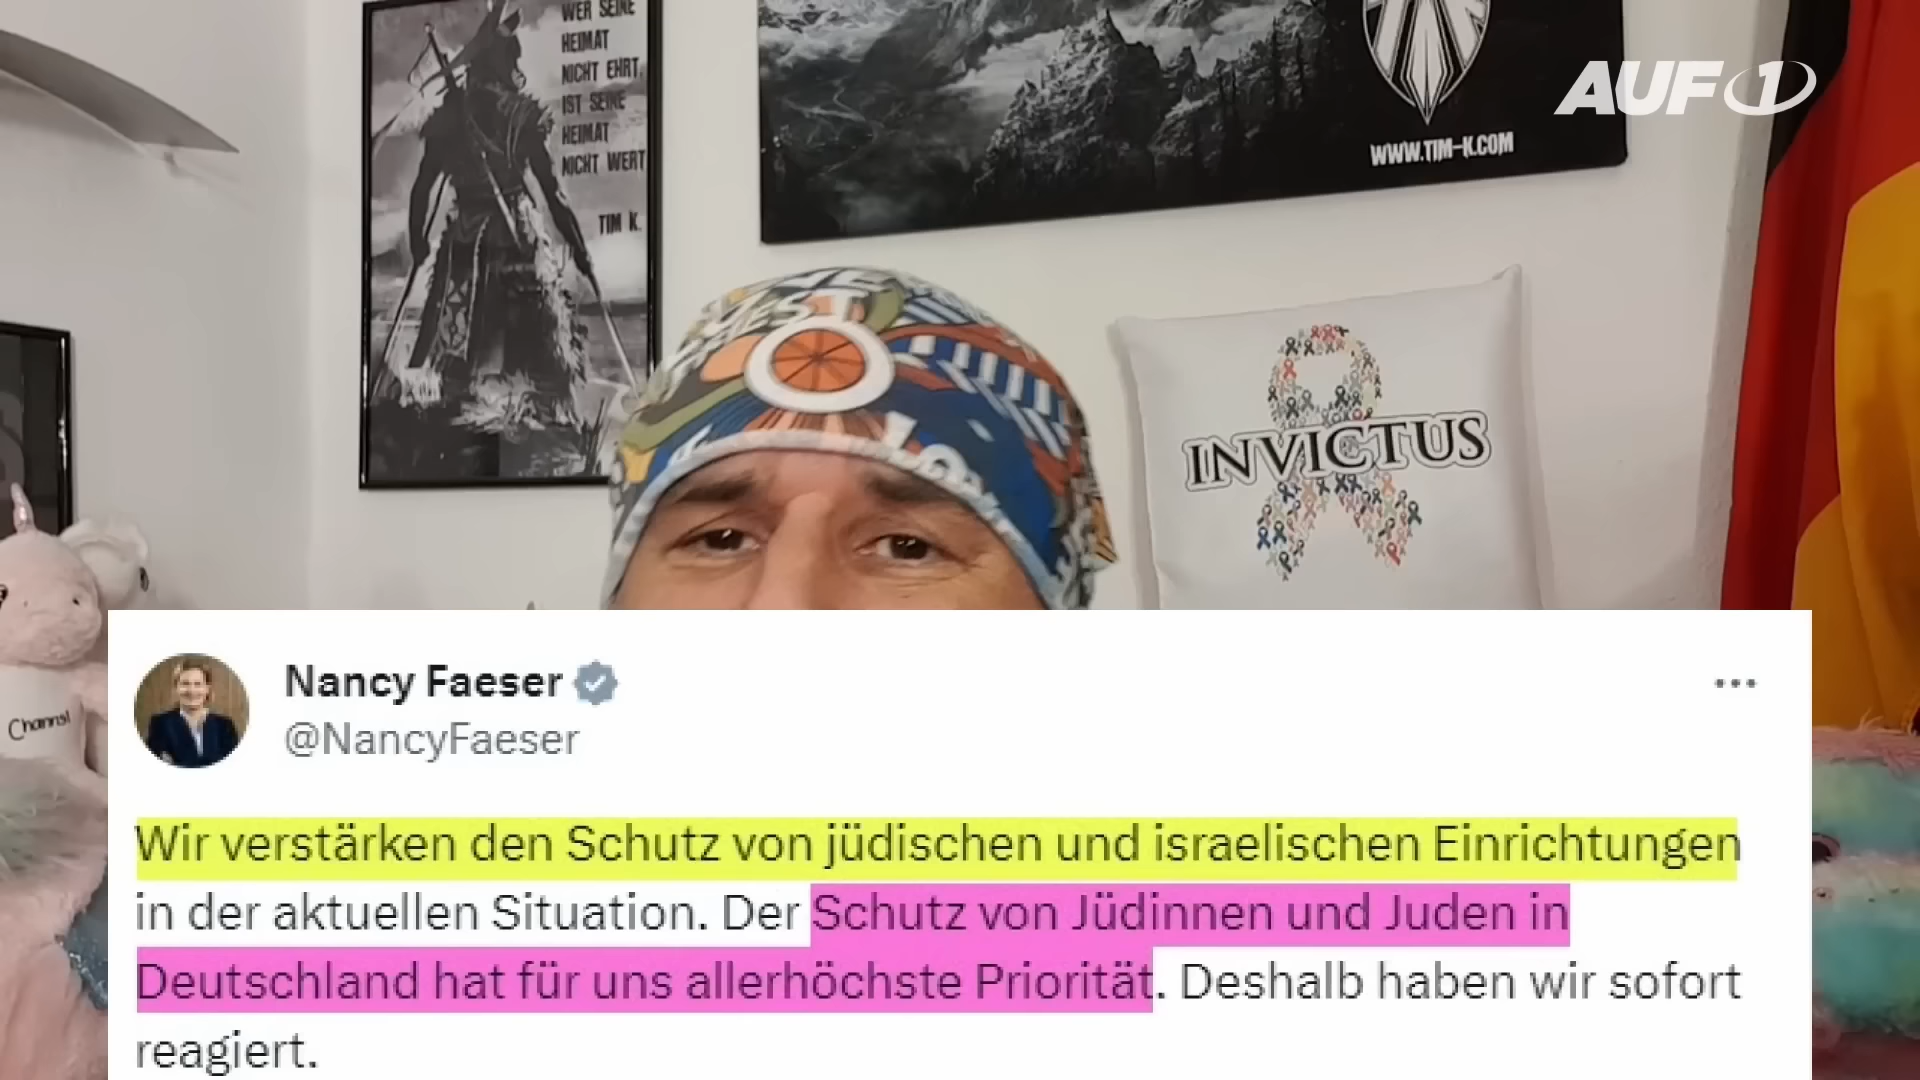 WER SEINE
HEIMAT
NICHT EHRT,
IST SEINE
HEIMAT
NICHT WERT
TIM K.
WWW.TIM-K.COM
AUF1
INVICTUS
Nancy Faeser
@NancyFaeser
Wir verstärken den Schutz von jüdischen und israelischen Einrichtungen
in der aktuellen Situation. Der Schutz von Jüdinnen und Juden in
Deutschland hat für uns allerhöchste Priorität. Deshalb haben wir sofort
reagiert.